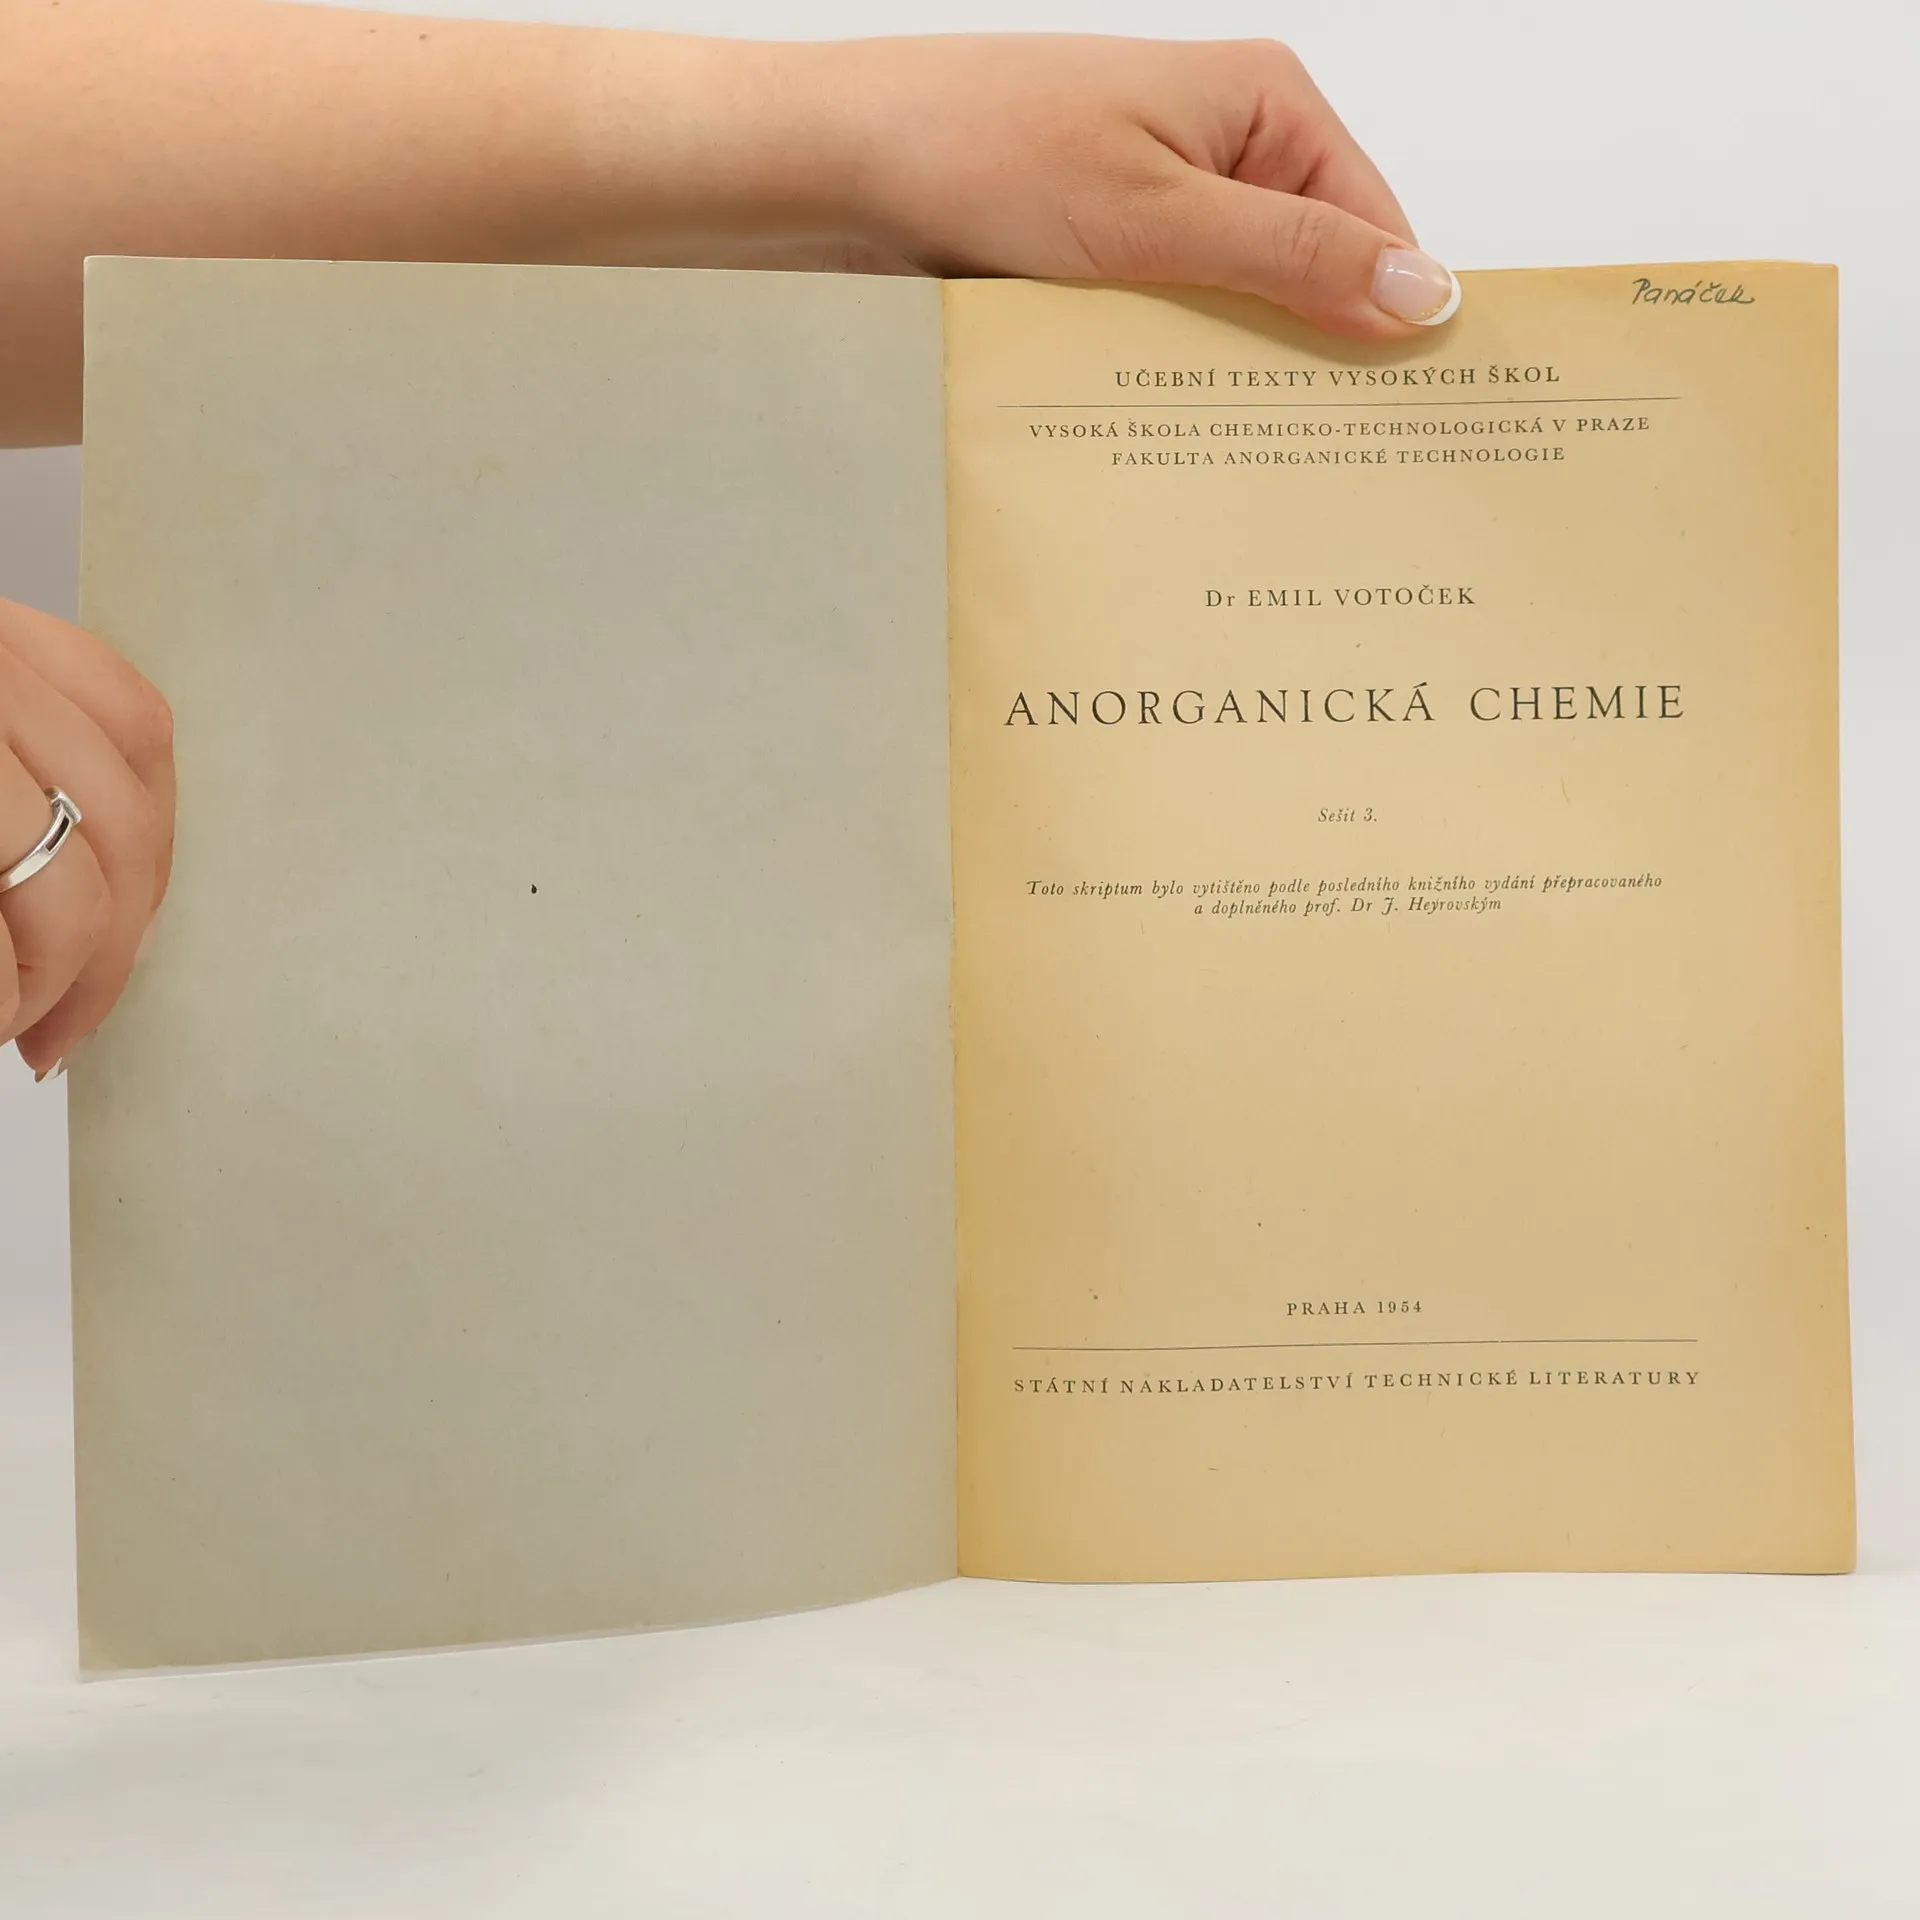 Panáček
UČEBNÍ TEXTY VYSOKÝCH ŠKOL
VYSOKÁ ŠKOLA CHEMICKO-TECHNOLOGICKÁ V PRAZE
FAKULTA ANORGANICKÉ TECHNOLOGIE
Dr EMIL VOTOČEK
ANORGANICKÁ CHEMIE
Sešit 3.
Toto skriptum bylo vytištěno podle posledního knižního vydání přepracovaného
a doplněného prof. Dr J. Heyrovským
PRAHA 1954
STÁTNÍ NAKLADATELSTVÍ TECHNICKÉ LITERATURY